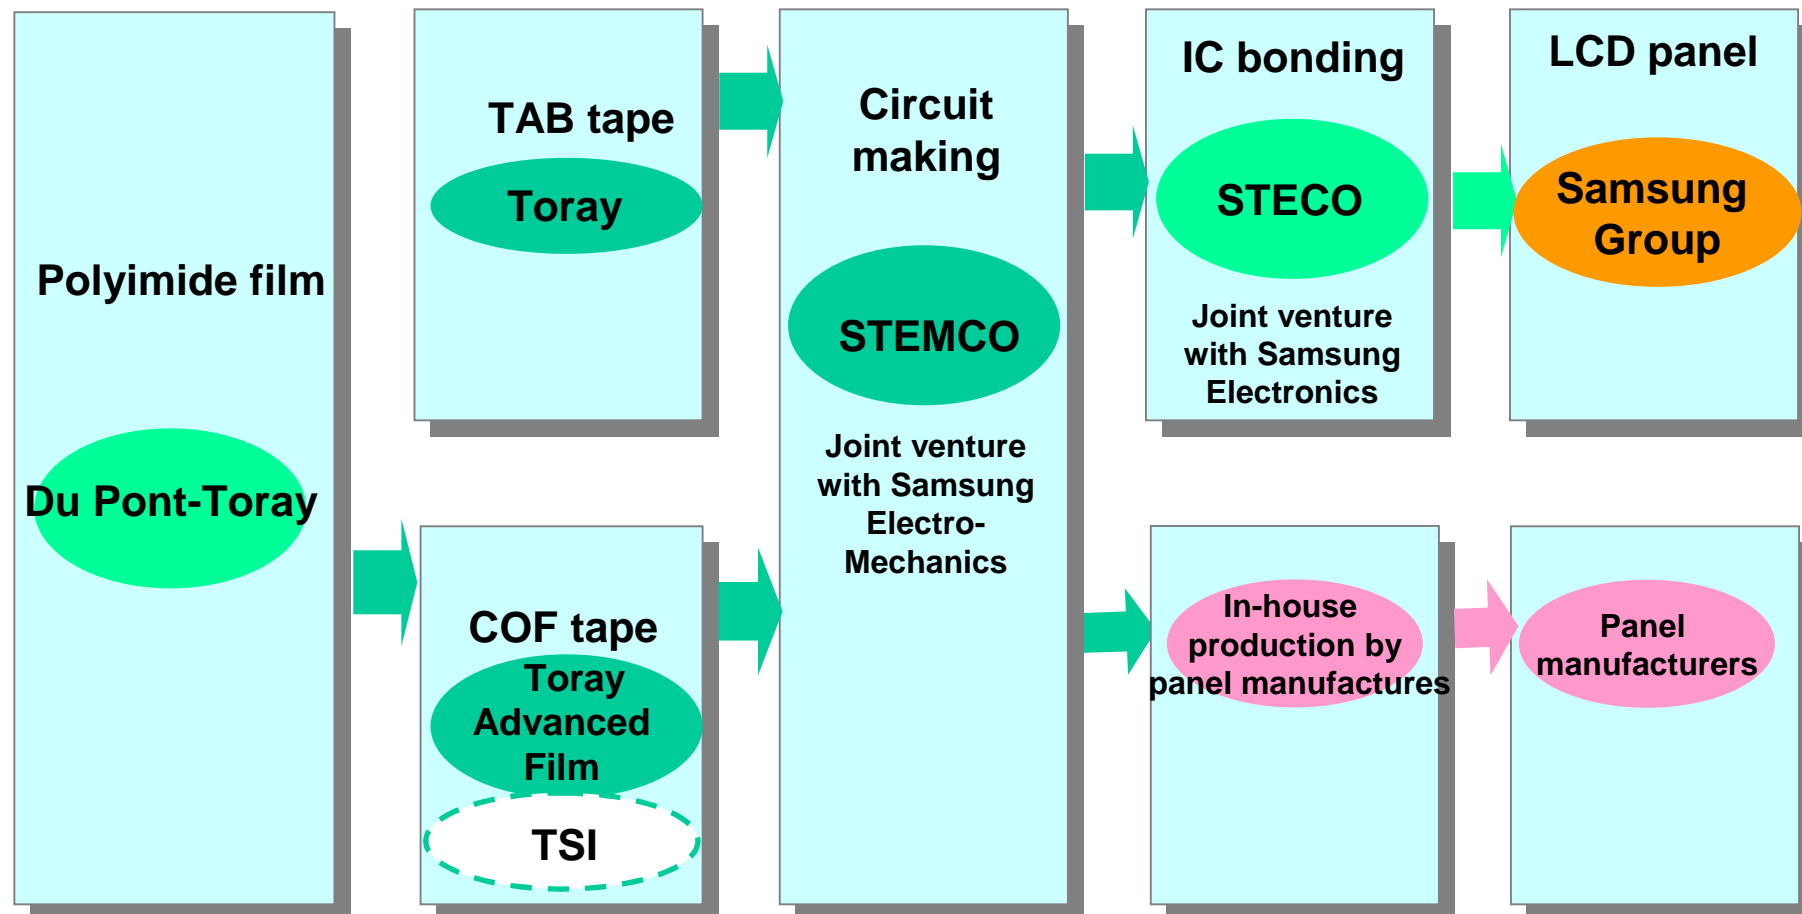 Polyimide film
Du Pont-Toray
TAB tape
Toray
COF tape
Toray
Advanced
Film
TSI
Circuit
making
STEMCO
Joint venture
with Samsung
Electro-
Mechanics
IC bonding
STECO
Joint venture
with Samsung
Electronics
In-house
production by
panel manufactures
LCD panel
Samsung
Group
Panel
manufacturers